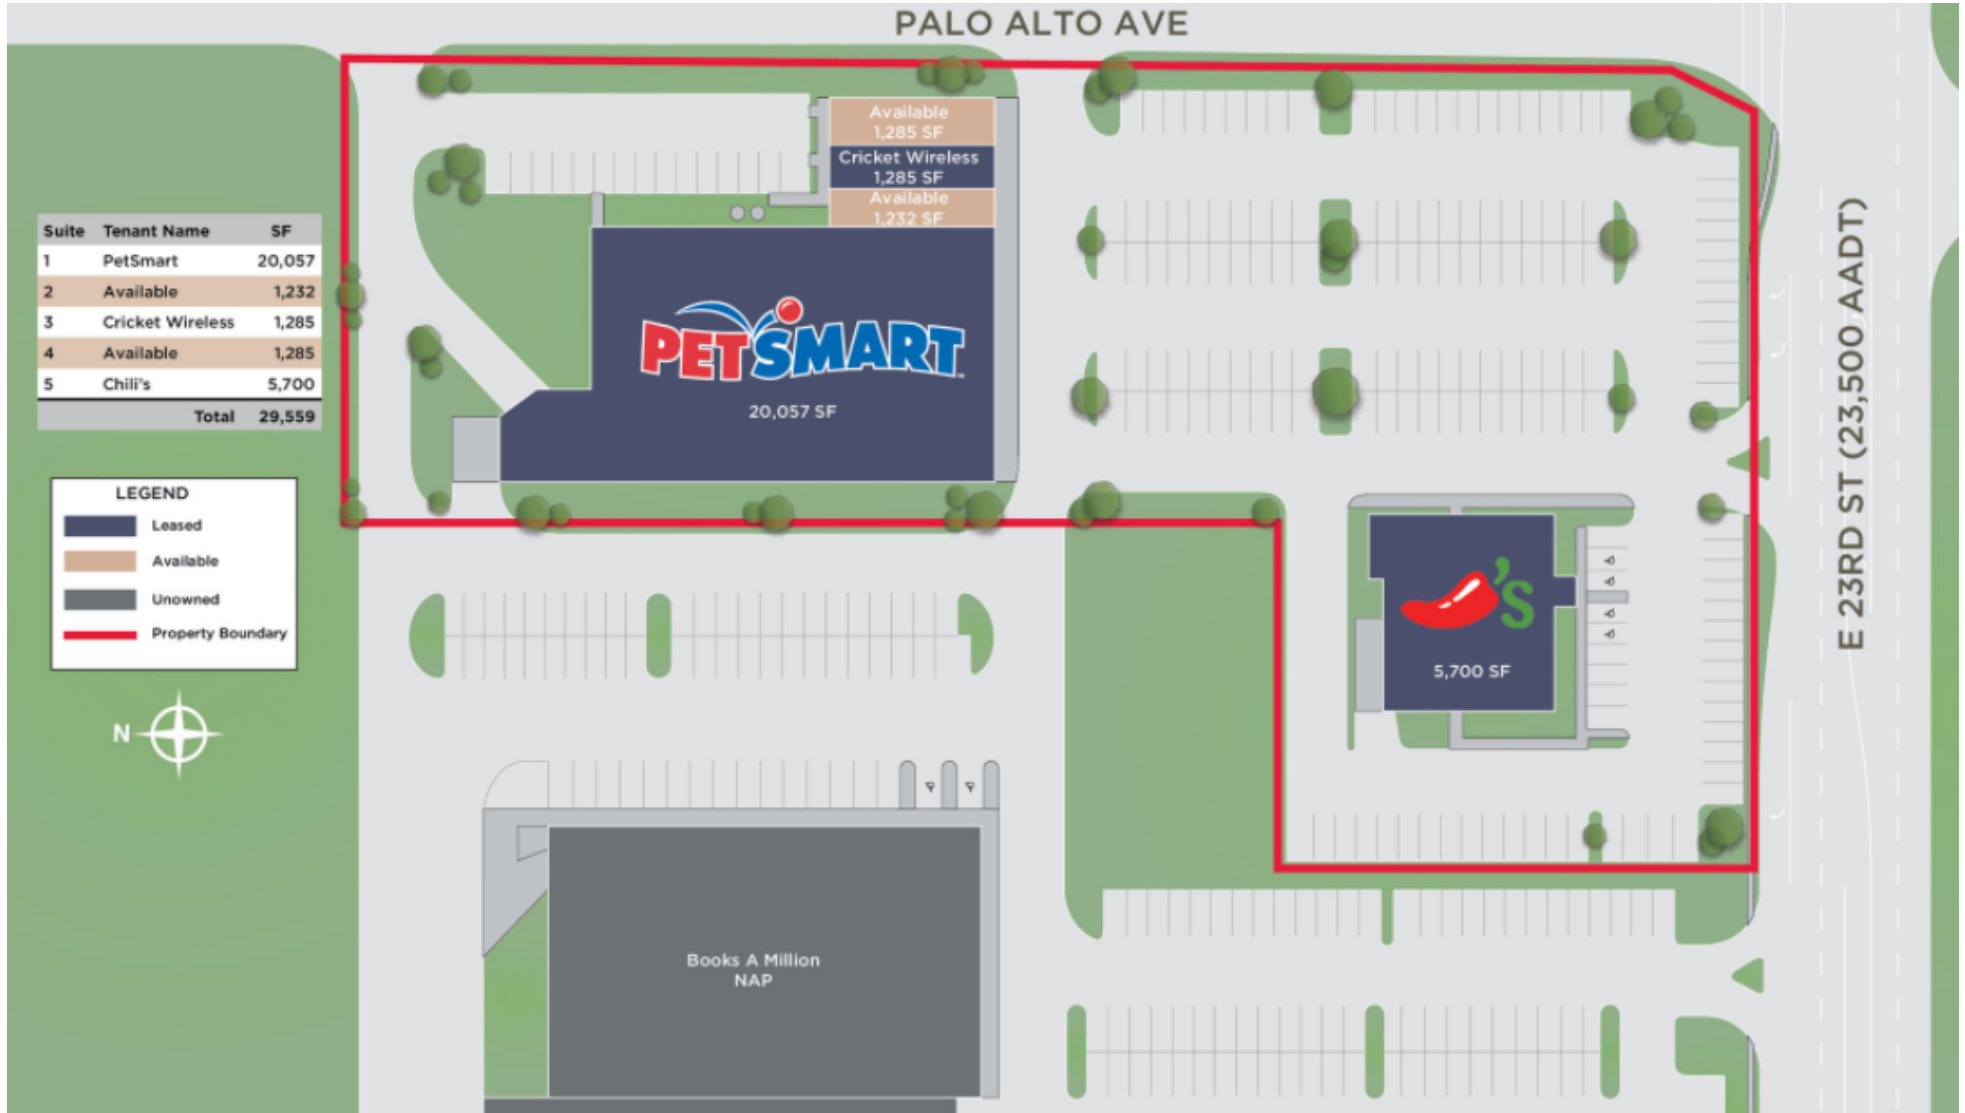 PALO ALTO AVE
Available
1,285 SF
Cricket Wireless
1,285 SF
Available
1,232 SF
Suite Tenant Name SF
1 PetSmart 20,057
2 Available 1,232
3 Cricket Wireless 1,285
4 Available 1,285
5 Chili's 5,700
Total 29,559
PETSMART
20,057 SF
E 23RD ST (23,500 AADT)
LEGEND
Leased
Available
Unowned
Property Boundary
N
'S
5,700 SF
Books A Million
NAP